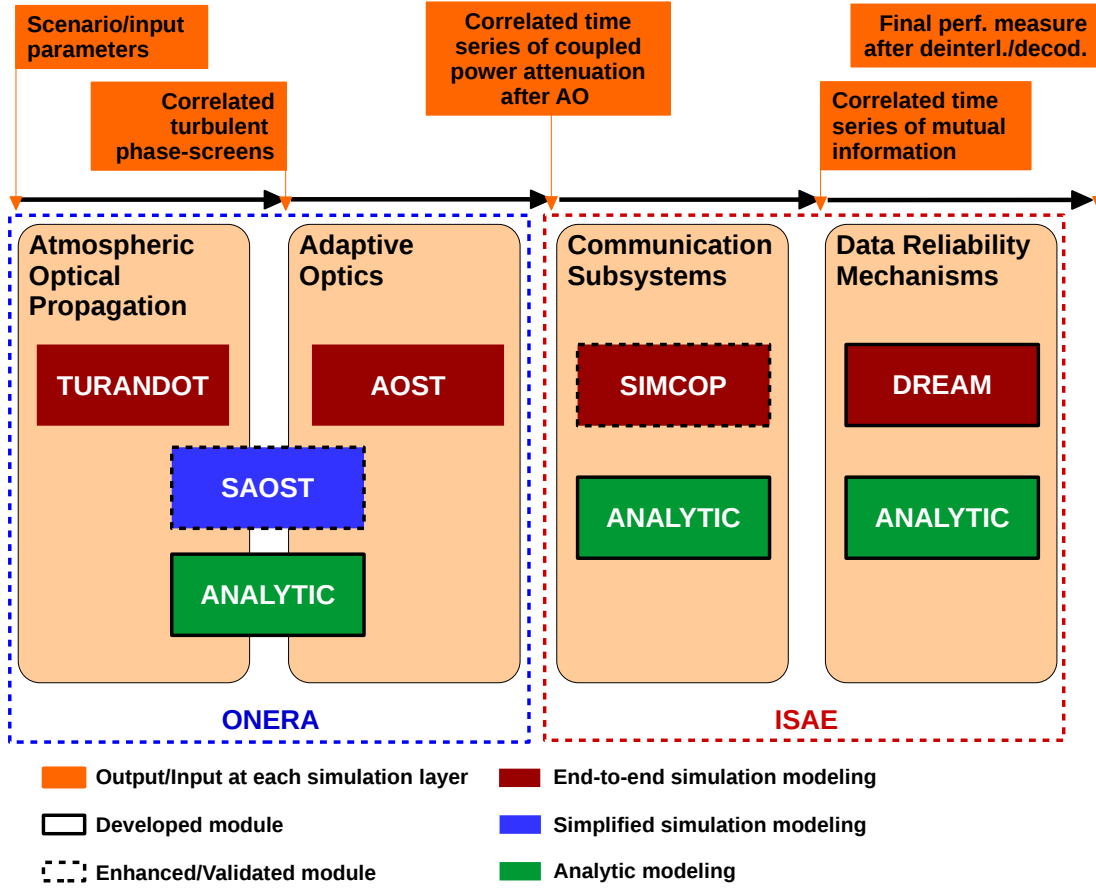 Scenario/input
parameters
Correlated
turbulent
phase-screens
Correlated time
series of coupled
power attenuation
after AO
Final perf. measure
after deinterl./decod.
Correlated time
series of mutual
information
Atmospheric
Optical
Propagation
Adaptive
Optics
Communication
Subsystems
Data Reliability
Mechanisms
TURANDOT
AOST
SIMCOP
DREAM
SAOST
ANALYTIC
ANALYTIC
ANALYTIC
ONERA
ISAE
Output/Input at each simulation layer
End-to-end simulation modeling
Developed module
Simplified simulation modeling
Enhanced/Validated module
Analytic modeling